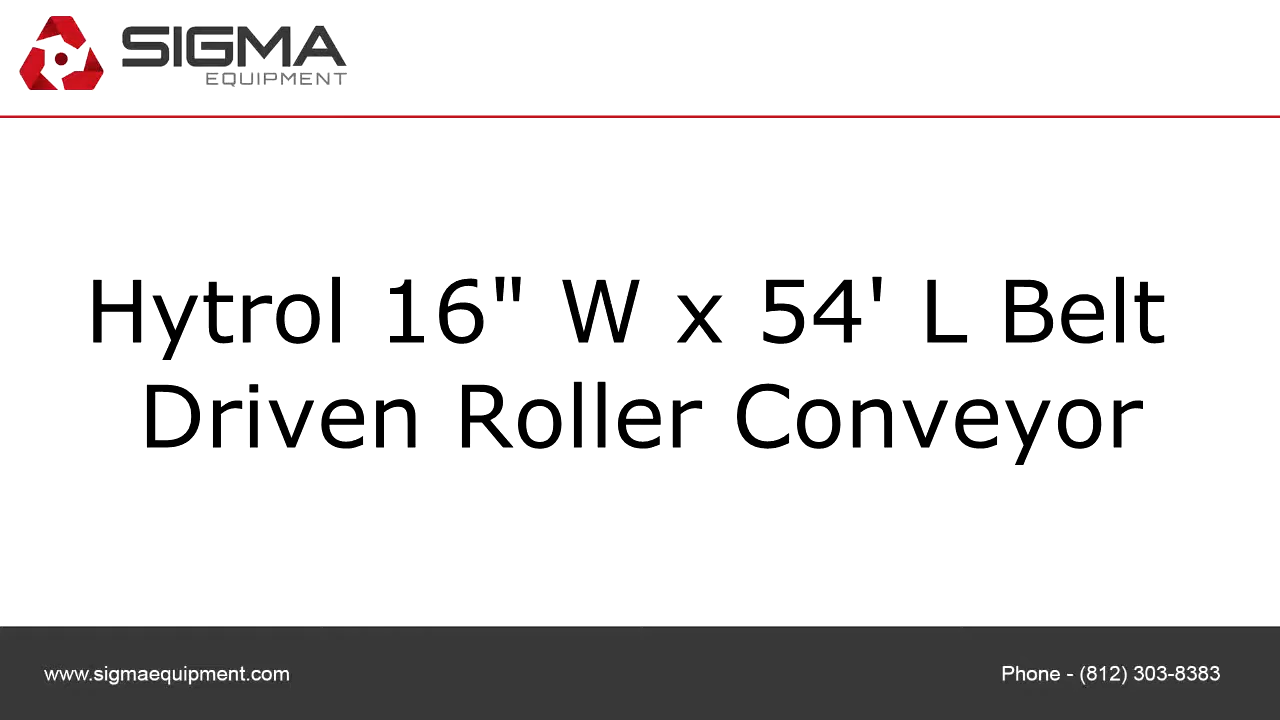 SIGMA
EQUIPMENT
Hytrol 16" W x 54' L Belt
Driven Roller Conveyor
www.sigmaequipment.com
Phone - (812) 303-8383